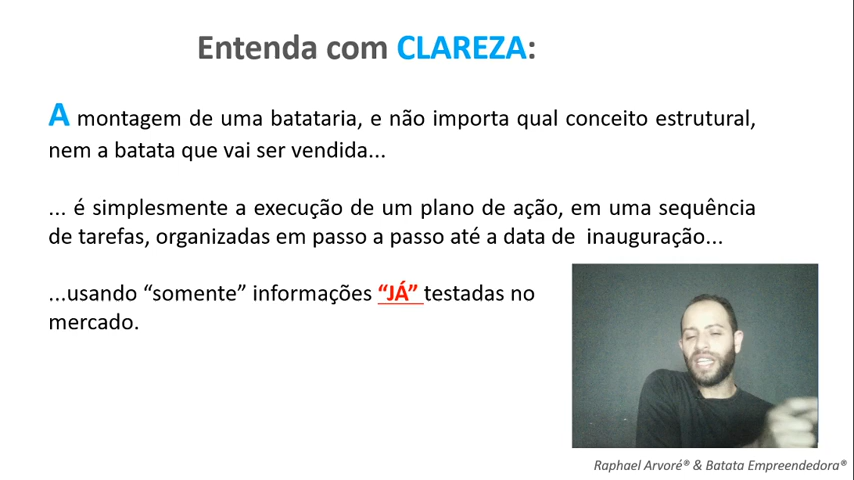 Entenda com CLAREZA:
A montagem de uma batataria, e não importa qual conceito estrutural,
nem a batata que vai ser vendida...
... é simplesmente a execução de um plano de ação, em uma sequência
de tarefas, organizadas em passo a passo até a data de inauguração...
...usando “somente” informações “JÁ” testadas no
mercado.
Raphael Arvoré® & Batata Empreendedora®